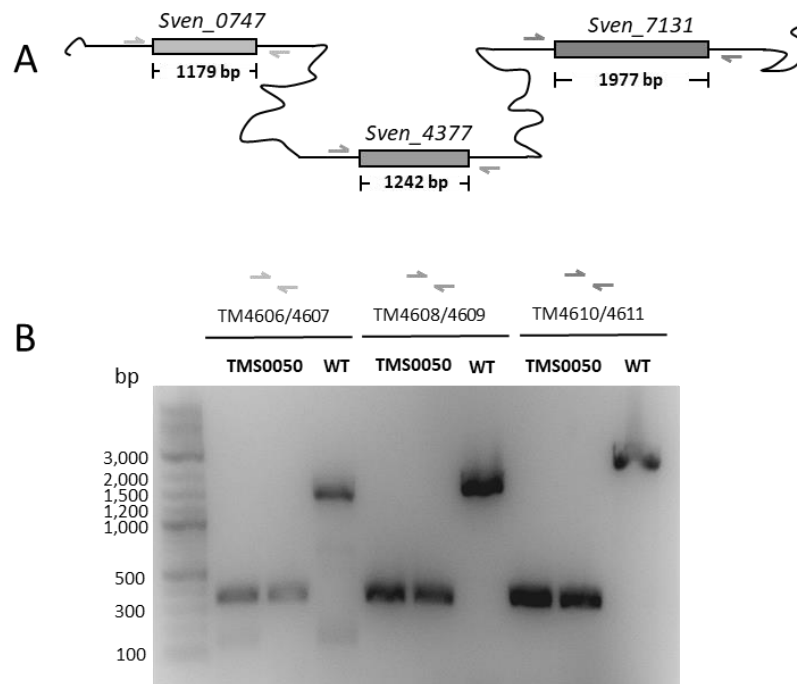 A
Sven_0747
1179 bp
Sven_4377
1242 bp
Sven_7131
1977 bp
B
TM4606/4607 TM4608/4609 TM4610/4611
TMS0050 WT TMS0050 WT TMS0050 WT
bp
3,000
2,000
1,500
1,200
1,000
500
300
100